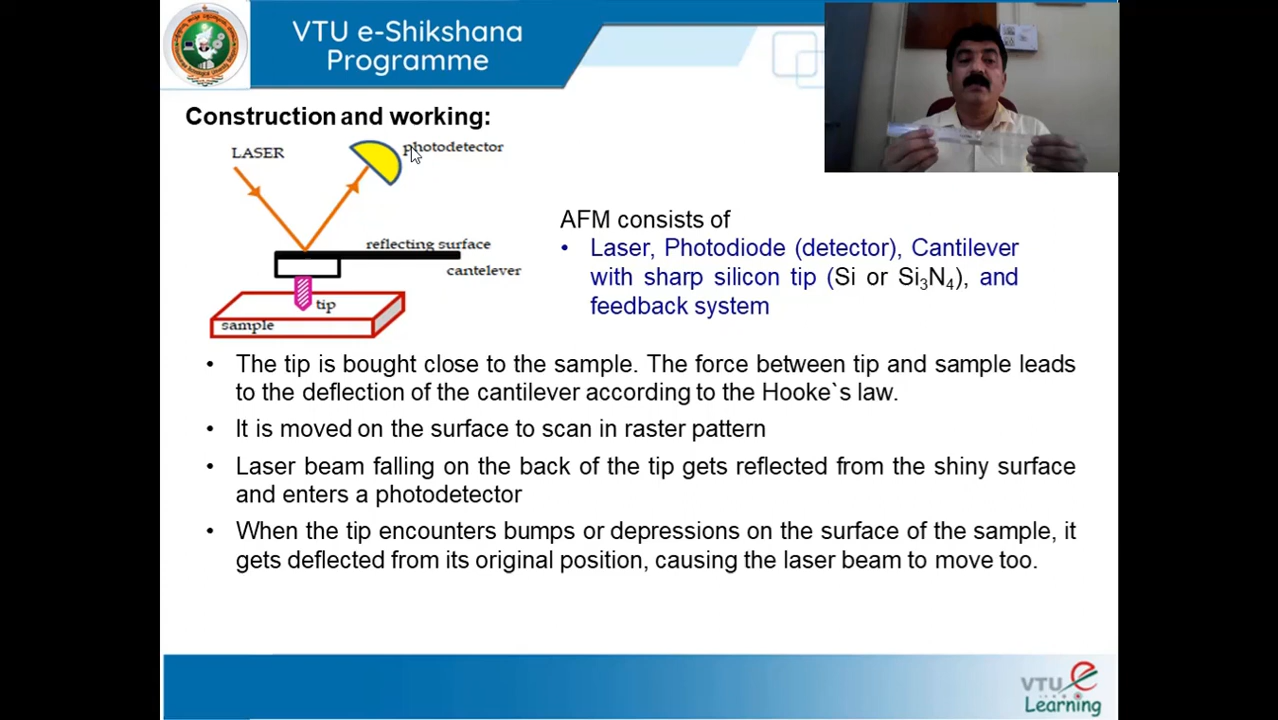 VTU e-Shikshana
Programme
Construction and working:
LASER
photodetector
reflecting surface
cantelever
tip
sample
AFM consists of
• Laser, Photodiode (detector), Cantilever
with sharp silicon tip (Si or Si₃N₄), and
feedback system
• The tip is bought close to the sample. The force between tip and sample leads
to the deflection of the cantilever according to the Hooke`s law.
• It is moved on the surface to scan in raster pattern
• Laser beam falling on the back of the tip gets reflected from the shiny surface
and enters a photodetector
• When the tip encounters bumps or depressions on the surface of the sample, it
gets deflected from its original position, causing the laser beam to move too.
VTU e
Learning